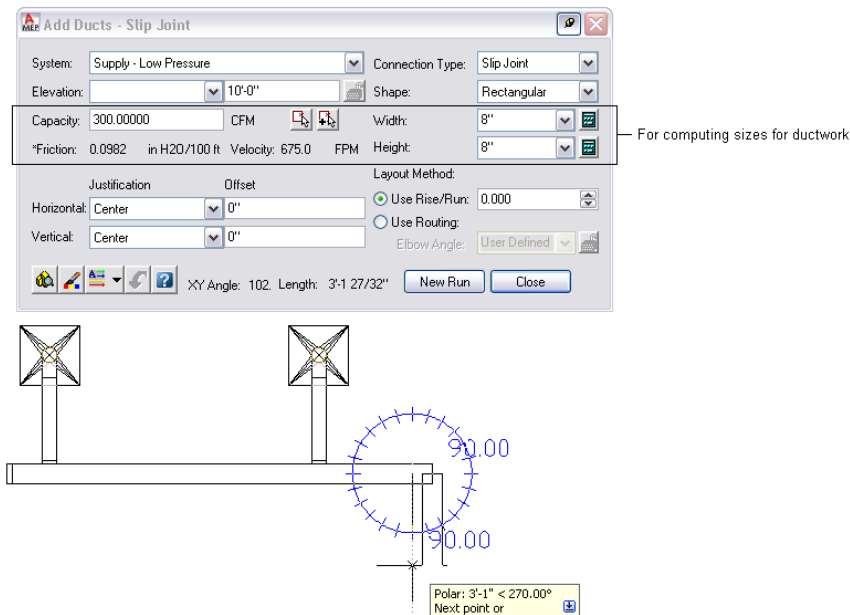 MEP Add Ducts - Slip Joint
System: Supply - Low Pressure Connection Type: Slip Joint
Elevation: 10'-0" Shape: Rectangular
Capacity: 300.00000 CFM Width: 8"
For computing sizes for ductwork
*Friction: 0.0982 in H2O/100 ft Velocity: 675.0 FPM Height: 8"
Layout Method:
Justification Offset
Horizontal: Center 0" Use Rise/Run: 0.000
Use Routing:
Vertical: Center 0" Elbow Angle: User Defined
XY Angle: 102. Length: 3'-1 27/32" New Run Close
90.00
90.00
Polar: 3'-1" < 270.00°
Next point or